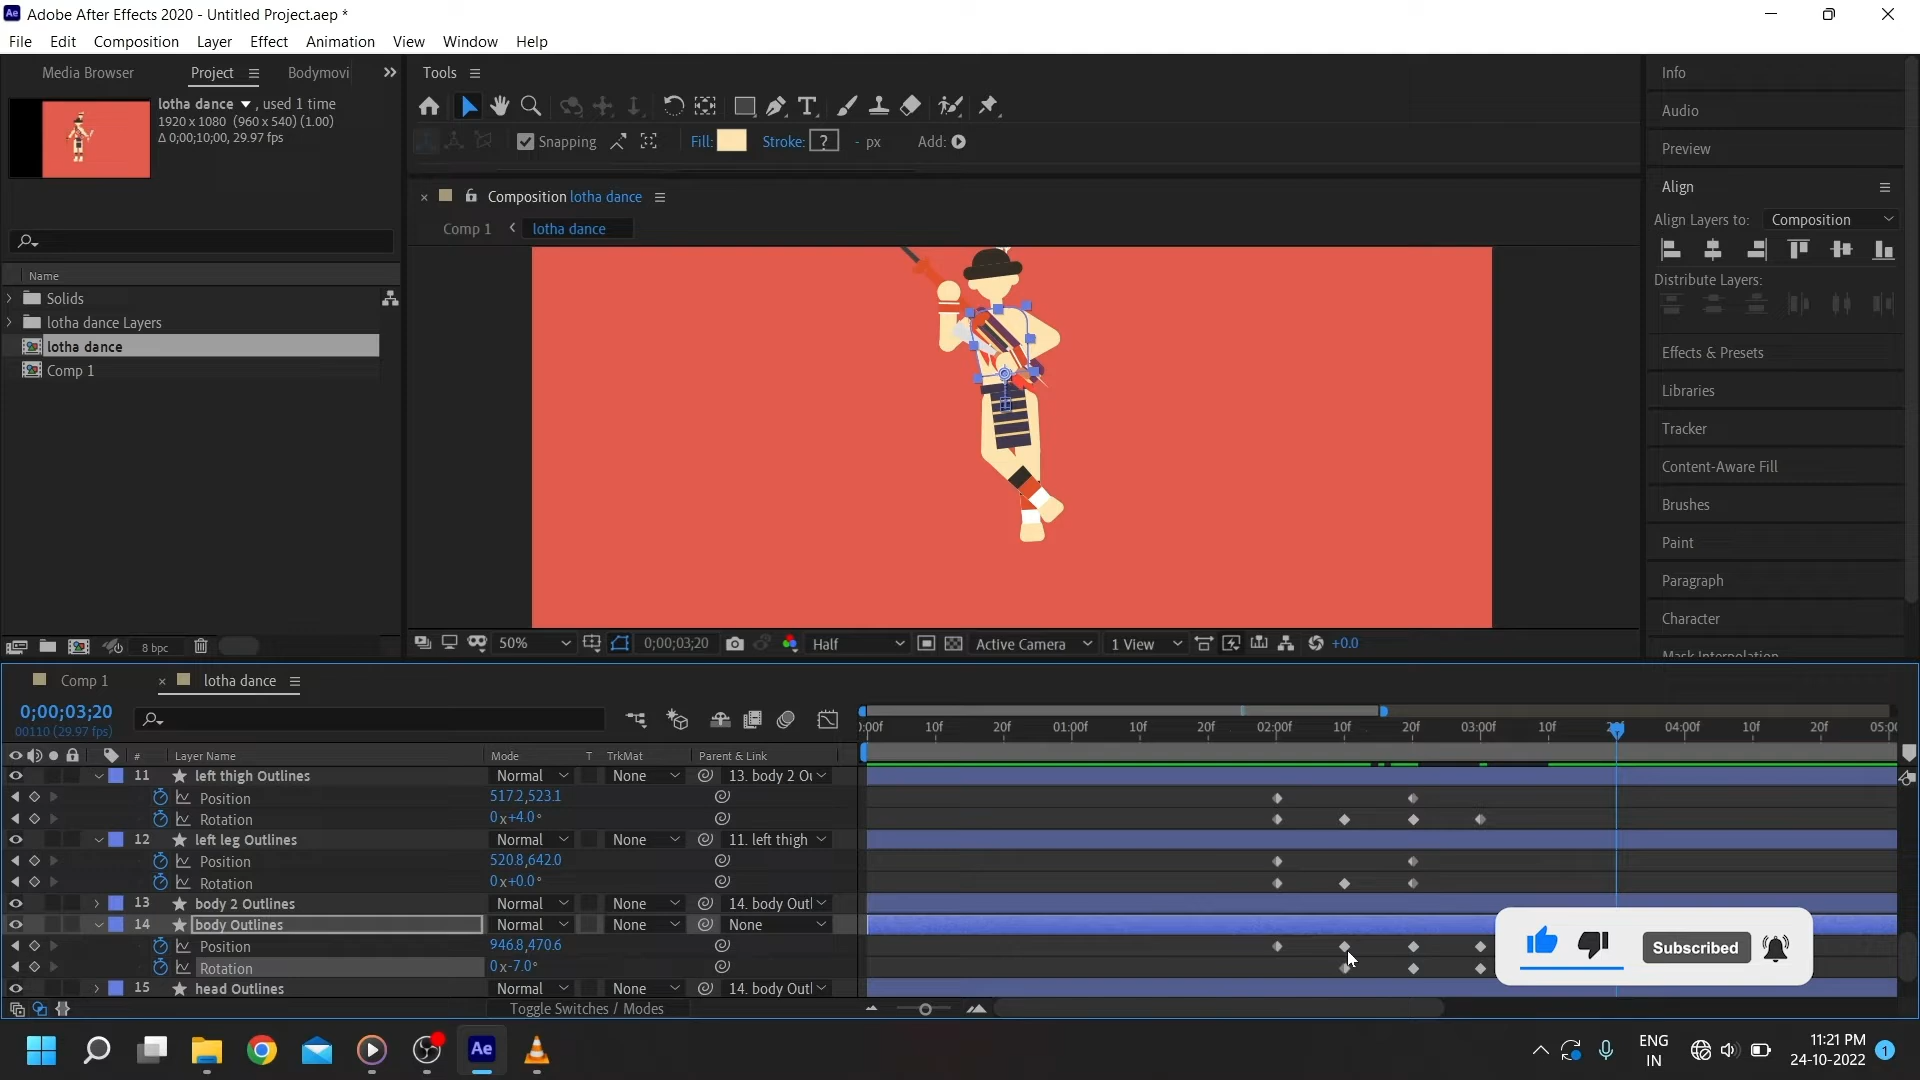 Adobe After Effects 2020 - Untitled Project.aep *
File Edit Composition Layer Effect Animation View Window Help
Media Browser Project Bodymovi
lotha dance , used 1 time
1920 x 1080 (960 x 540) (1.00)
Δ 0;00;10;00, 29.97 fps
Name
Solids
lotha dance Layers
lotha dance
Comp 1
8 bpc
Tools
Snapping Fill: Stroke: ? - px Add:
Composition lotha dance
Comp 1 lotha dance
50% 0;00;03;20 Half Active Camera 1 View +0.0
Info
Audio
Preview
Align
Align Layers to: Composition
Distribute Layers:
Effects & Presets
Libraries
Tracker
Content-Aware Fill
Brushes
Paint
Paragraph
Character
Mask Interpolation
Comp 1 lotha dance
0;00;03;20
00110 (29.97 fps)
:00f 10f 20f 01:00f 10f 20f 02:00f 10f 20f 03:00f 10f 20f 04:00f 10f 20f 05:00
# Layer Name Mode T TrkMat Parent & Link
11 left thigh Outlines Normal None 13. body 2 Ou
Position 517.2,523.1
Rotation 0x+4.0°
12 left leg Outlines Normal None 11. left thigh
Position 520.8,642.0
Rotation 0x+0.0°
13 body 2 Outlines Normal None 14. body Outl
14 body Outlines Normal None None
Position 946.8,470.6
Rotation 0x-7.0°
15 head Outlines Normal None 14. body Outl
Toggle Switches / Modes
Subscribed
Ae
ENG
IN
11:21 PM
24-10-2022
1